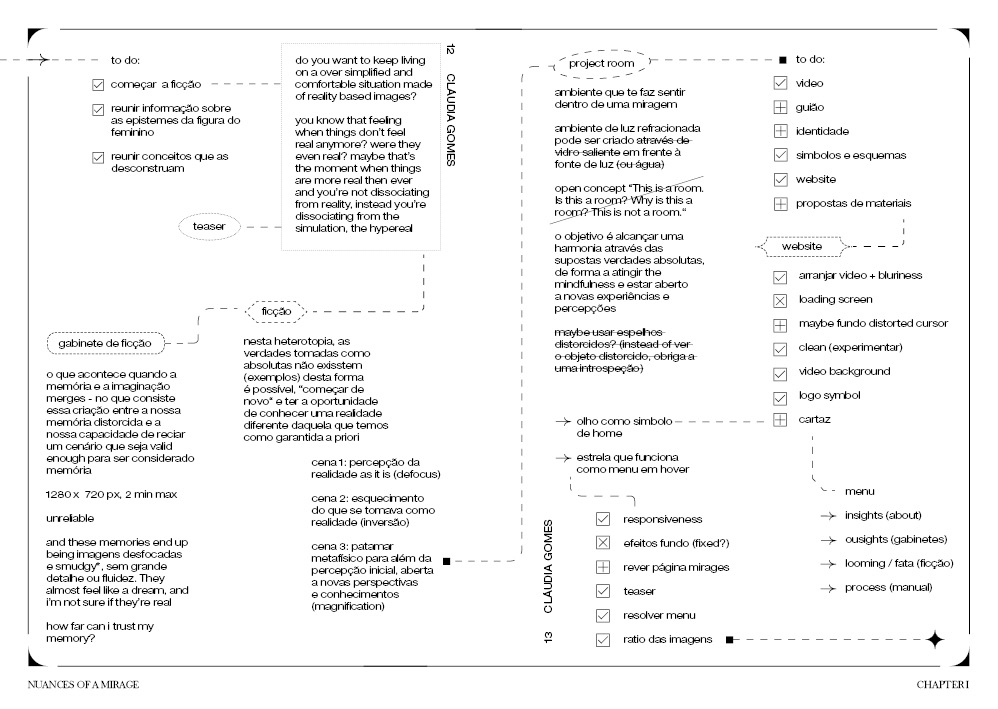 to do:
começar a ficção
reunir informação sobre
as epistemes da figura do
feminino
reunir conceitos que as
desconstruam
do you want to keep living
on a over simplified and
comfortable situation made
of reality based images?
you know that feeling
when things don't feel
real anymore? were they
even real? maybe that's
the moment when things
are more real then ever
and you're not dissociating
from reality, instead you're
dissociating from the
simulation, the hypereal
teaser
12 CLÁUDIA GOMES
ficção
gabinete de ficção
o que acontece quando a
memória e a imaginação
merges - no que consiste
essa criação entre a nossa
memória distorcida e a
nossa capacidade de reciar
um cenário que seja valid
enough para ser considerado
memória
1280 x 720 px, 2 min max
unreliable
and these memories end up
being imagens desfocadas
e smudgy", sem grande
detalhe ou fluidez. They
almost feel like a dream, and
i'm not sure if they're real
how far can i trust my
memory?
nesta heterotopia, as
verdades tomadas como
absolutas não exisstem
(exemplos) desta forma
é possível, "começar de
novo" e ter a oportunidade
de conhecer uma realidade
diferente daquela que temos
como garantida a priori
cena 1: percepção da
realidade as it is (defocus)
cena 2: esquecimento
do que se tomava como
realidade (inversão)
cena 3: patamar
metafísico para além da
percepção inicial, aberta
a novas perspectivas
e conhecimentos
(magnification)
project room
ambiente que te faz sentir
dentro de uma miragem
ambiente de luz refracionada
pode ser criado através de
vidro saliente em frente à
fonte de luz (ou água)
open concept "This is a room.
Is this a room? Why is this a
room? This is not a room."
o objetivo é alcançar uma
harmonia através das
supostas verdades absolutas,
de forma a atingir the
mindfulness e estar aberto
a novas experiências e
percepções
maybe usar espelhos
distorcidos? (instead of ver
o objeto distorcido, obriga a
uma introspeção)
olho como simbolo
de home
estrela que funciona
como menu em hover
responsiveness
efeitos fundo (fixed?)
rever página mirages
teaser
resolver menu
ratio das imagens
13 CLÁUDIA GOMES
to do:
video
guião
identidade
simbolos e esquemas
website
propostas de materiais
website
arranjar video + bluriness
loading screen
maybe fundo distorted cursor
clean (experimentar)
video background
logo symbol
cartaz
menu
insights (about)
ousights (gabinetes)
looming / fata (ficção)
process (manual)
NUANCES OF A MIRAGE
CHAPTER I